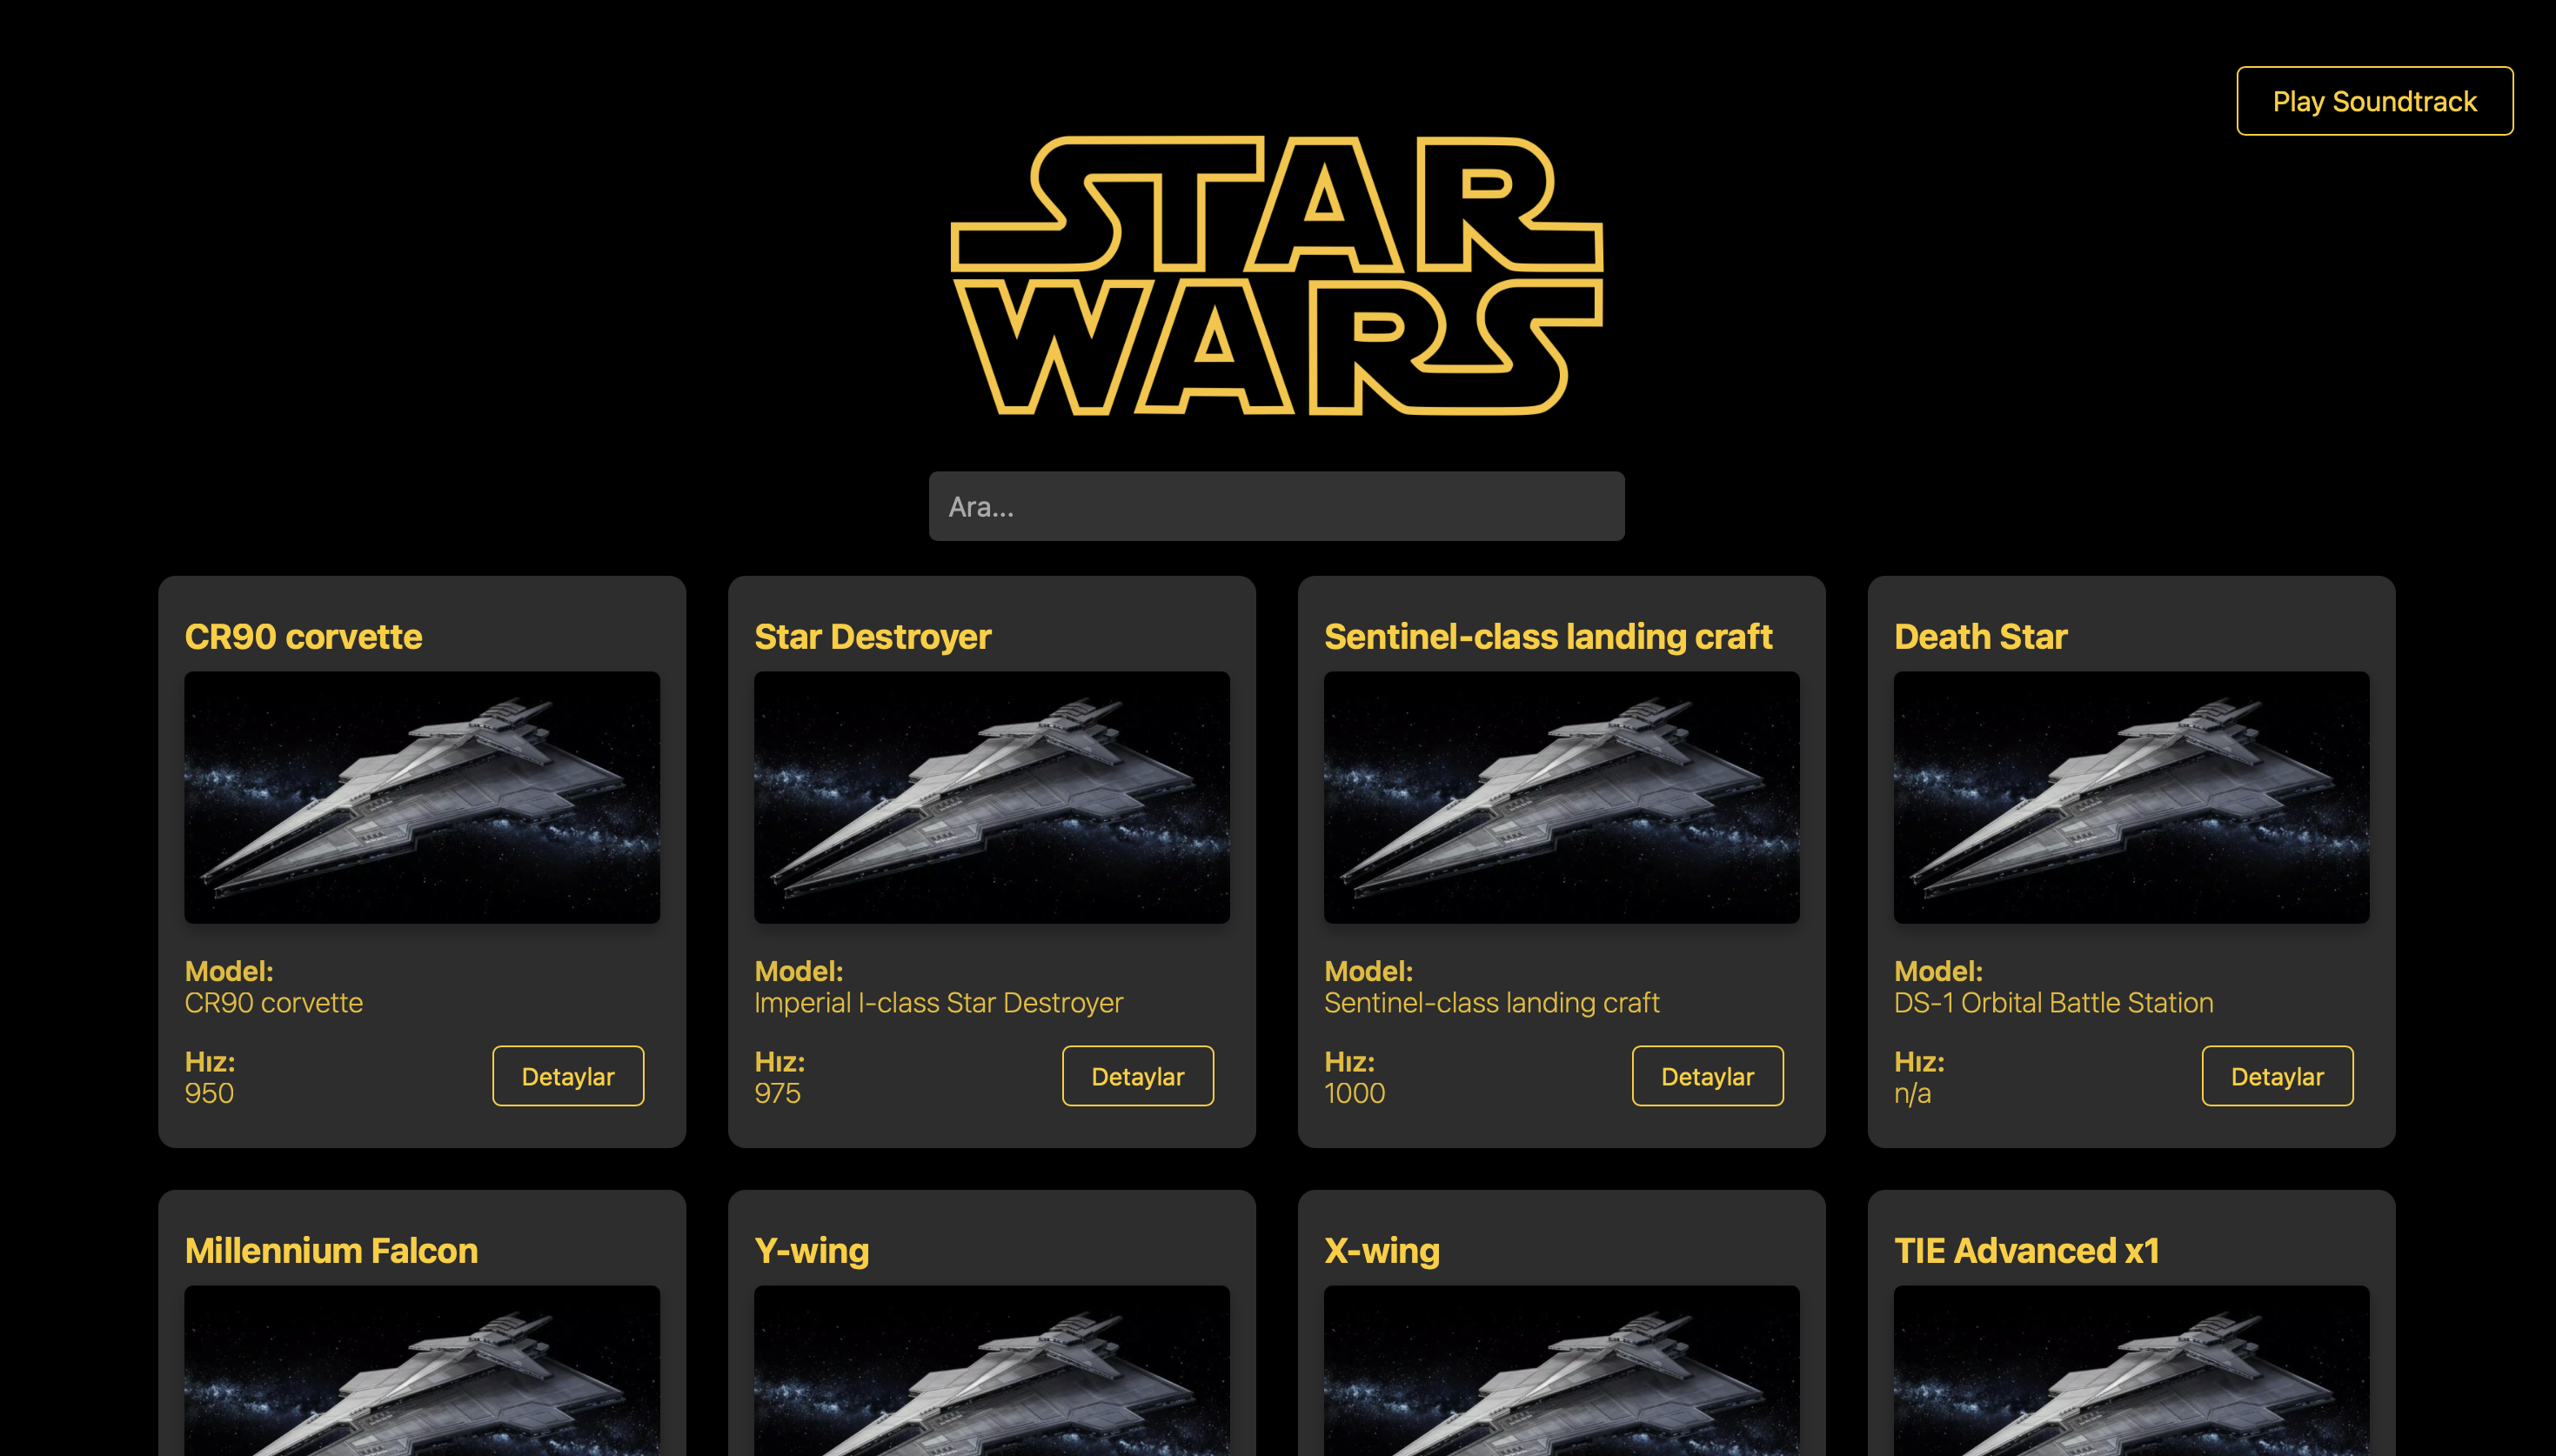 Play Soundtrack
STAR
WARS
Ara...
CR90 corvette
Model:
CR90 corvette
Hız:
950
Detaylar
Star Destroyer
Model:
Imperial I-class Star Destroyer
Hız:
975
Detaylar
Sentinel-class landing craft
Model:
Sentinel-class landing craft
Hız:
1000
Detaylar
Death Star
Model:
DS-1 Orbital Battle Station
Hız:
n/a
Detaylar
Millennium Falcon
Y-wing
X-wing
TIE Advanced x1